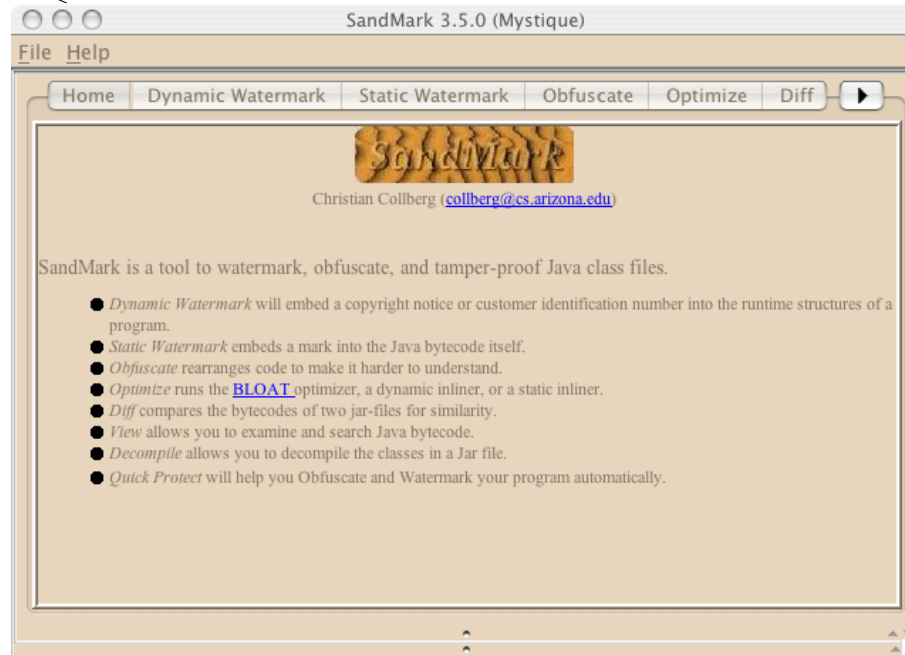 SandMark 3.5.0 (Mystique)
File Help
Home Dynamic Watermark Static Watermark Obfuscate Optimize Diff
SandMark
Christian Collberg (collberg@cs.arizona.edu)
SandMark is a tool to watermark, obfuscate, and tamper-proof Java class files.
Dynamic Watermark will embed a copyright notice or customer identification number into the runtime structures of a
program.
Static Watermark embeds a mark into the Java bytecode itself.
Obfuscate rearranges code to make it harder to understand.
Optimize runs the BLOAT optimizer, a dynamic inliner, or a static inliner.
Diff compares the bytecodes of two jar-files for similarity.
View allows you to examine and search Java bytecode.
Decompile allows you to decompile the classes in a Jar file.
Quick Protect will help you Obfuscate and Watermark your program automatically.